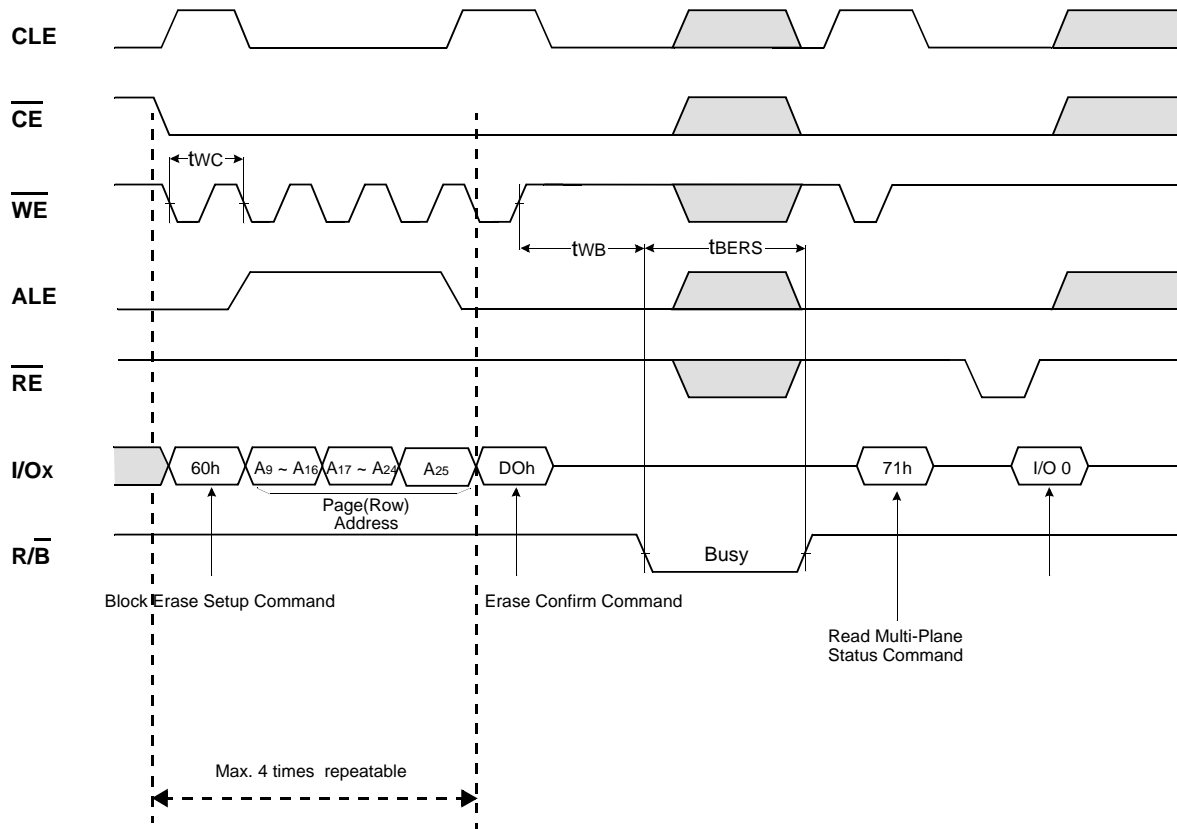 CLE
CE
tWC
WE
tWB
tBERS
ALE
RE
I/Ox
60h
A9 ~ A16
A17 ~ A24
A25
DOh
71h
I/O 0
Page(Row)
Address
R/B
Busy
Block Erase Setup Command
Erase Confirm Command
Read Multi-Plane
Status Command
Max. 4 times repeatable